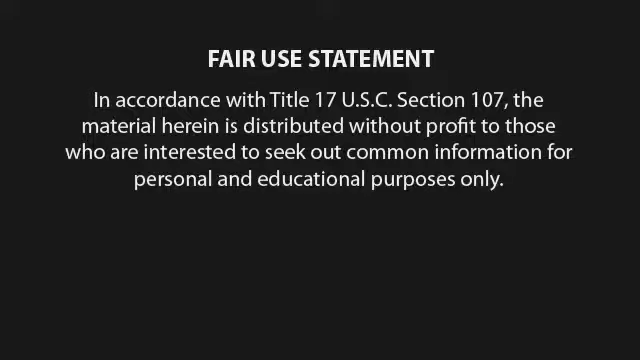 FAIR USE STATEMENT
In accordance with Title 17 U.S.C. Section 107, the
material herein is distributed without profit to those
who are interested to seek out common information for
personal and educational purposes only.